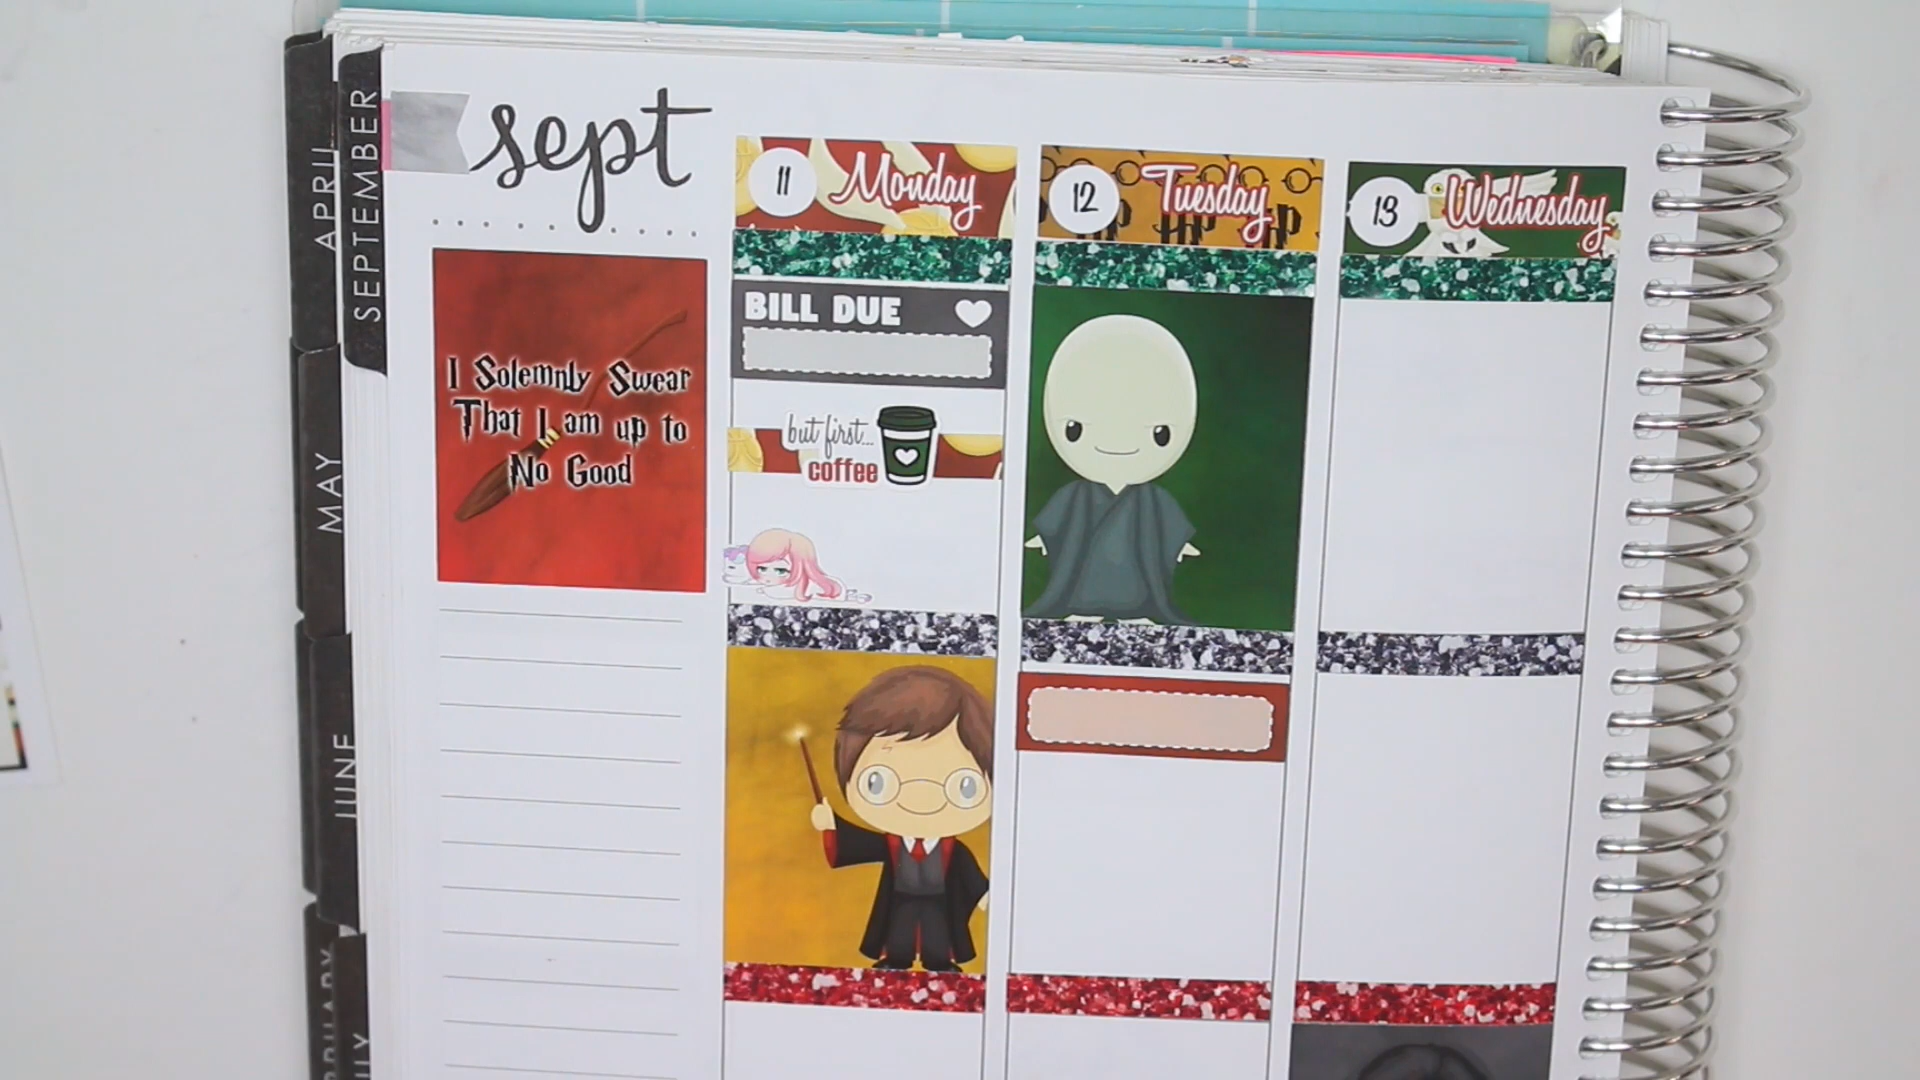 sept
11 Monday
12 Tuesday
13 Wednesday
I Solemnly Swear
That I am up to
No Good
BILL DUE
but first...
coffee
HP
APRIL
SEPTEMBER
MAY
JUNE